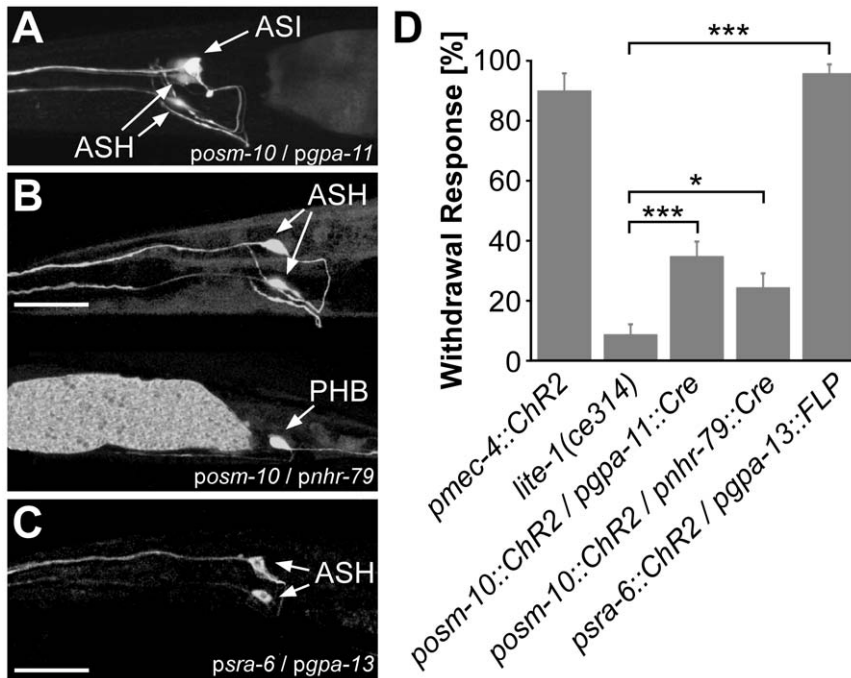 A
ASI
ASH
posm-10 / pgpa-11
B
ASH
PHB
posm-10 / pnhr-79
C
ASH
psra-6 / pgpa-13
D
Withdrawal Response [%]
100
80
60
40
20
0
***
*
***
pmec-4::ChR2
lite-1(ce314)
posm-10::ChR2 / pgpa-11::Cre
posm-10::ChR2 / pnhr-79::Cre
psra-6::ChR2 / pgpa-13::FLP